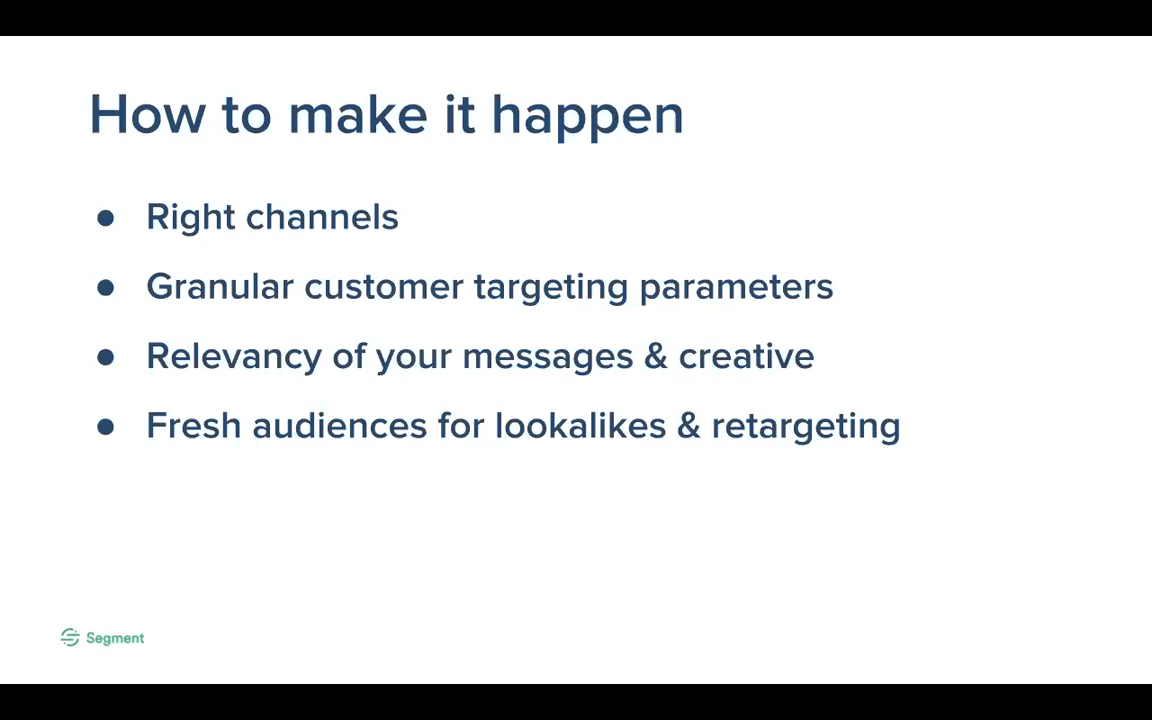 How to make it happen
● Right channels
● Granular customer targeting parameters
● Relevancy of your messages & creative
● Fresh audiences for lookalikes & retargeting
Segment